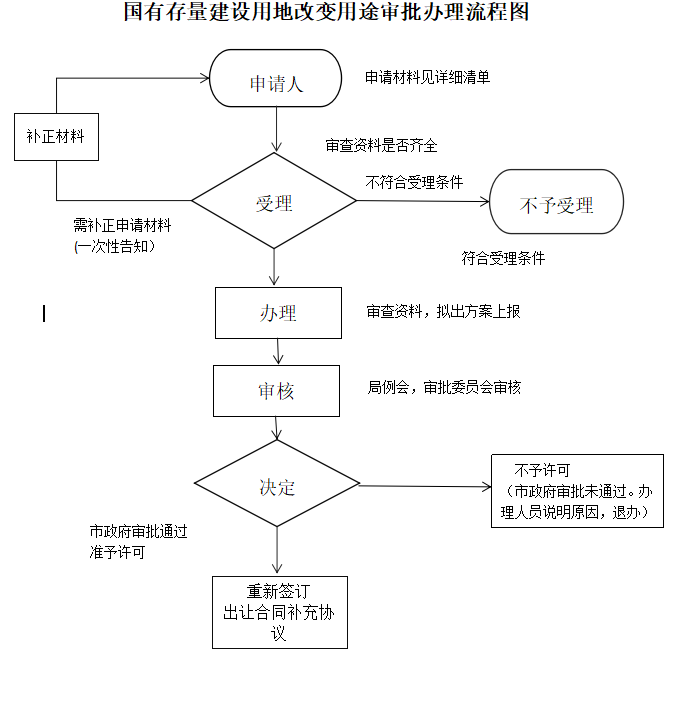 国有存量建设用地改变用途审批办理流程图
申请人
申请材料见详细清单
补正材料
审查资料是否齐全
不符合受理条件
受理
不予受理
需补正申请材料
(一次性告知）
符合受理条件
办理
审查资料，拟出方案上报
审核
局例会，审批委员会审核
决定
不予许可
（市政府审批未通过。办
理人员说明原因，退办）
市政府审批通过
准予许可
重新签订
出让合同补充协
议